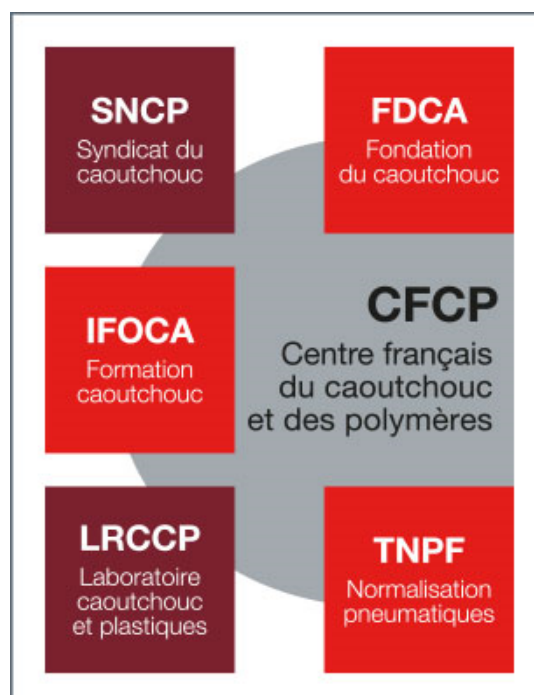 SNCP
Syndicat du
caoutchouc
FDCA
Fondation
du caoutchouc
IFOCA
Formation
caoutchouc
CFCP
Centre français
du caoutchouc
et des polymères
LRCCP
Laboratoire
caoutchouc
et plastiques
TNPF
Normalisation
pneumatiques